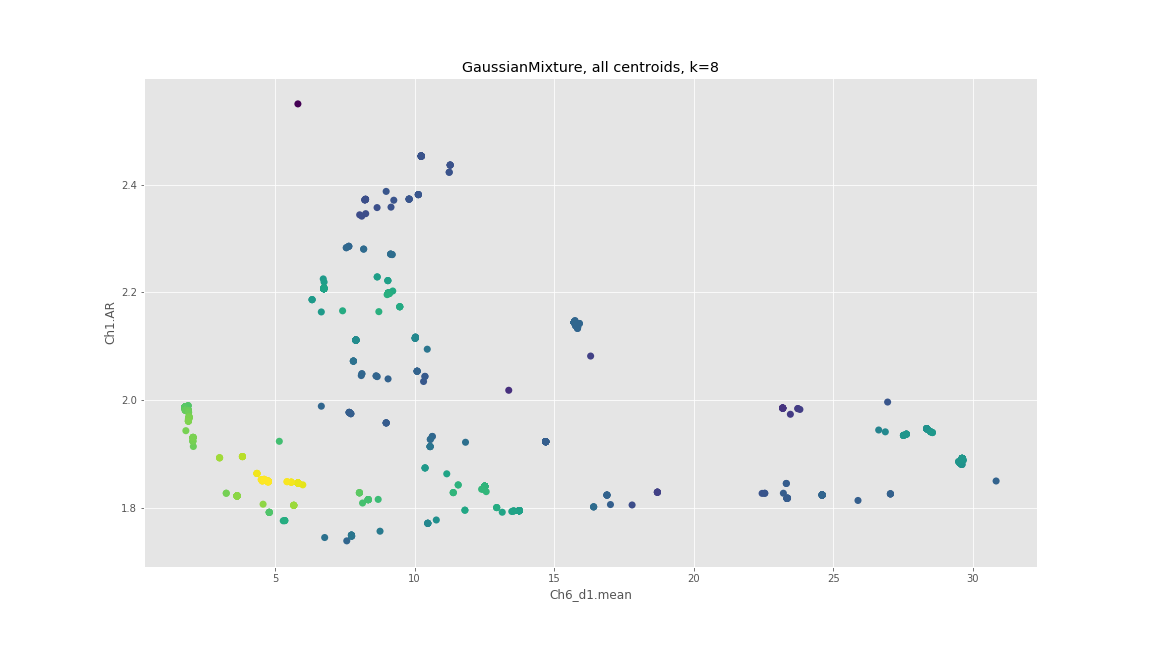 GaussianMixture, all centroids, k=8
Ch1.AR
2.4
2.2
2.0
1.8
5 10 15 20 25 30
Ch6_d1.mean